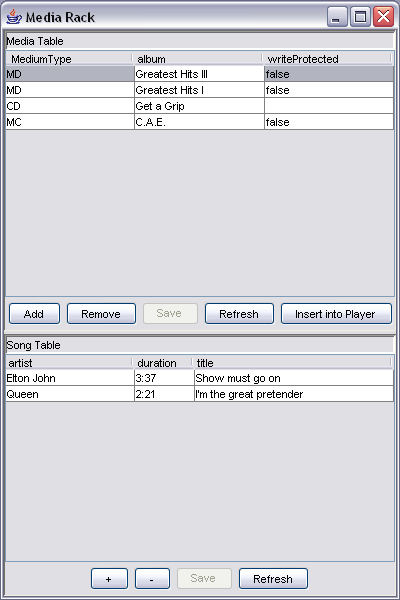 Media Rack
Media Table
MediumType album writeProtected
MD Greatest Hits III false
MD Greatest Hits I false
CD Get a Grip
MC C.A.E. false
Add Remove Save Refresh Insert into Player
Song Table
artist duration title
Elton John 3:37 Show must go on
Queen 2:21 I'm the great pretender
+ - Save Refresh